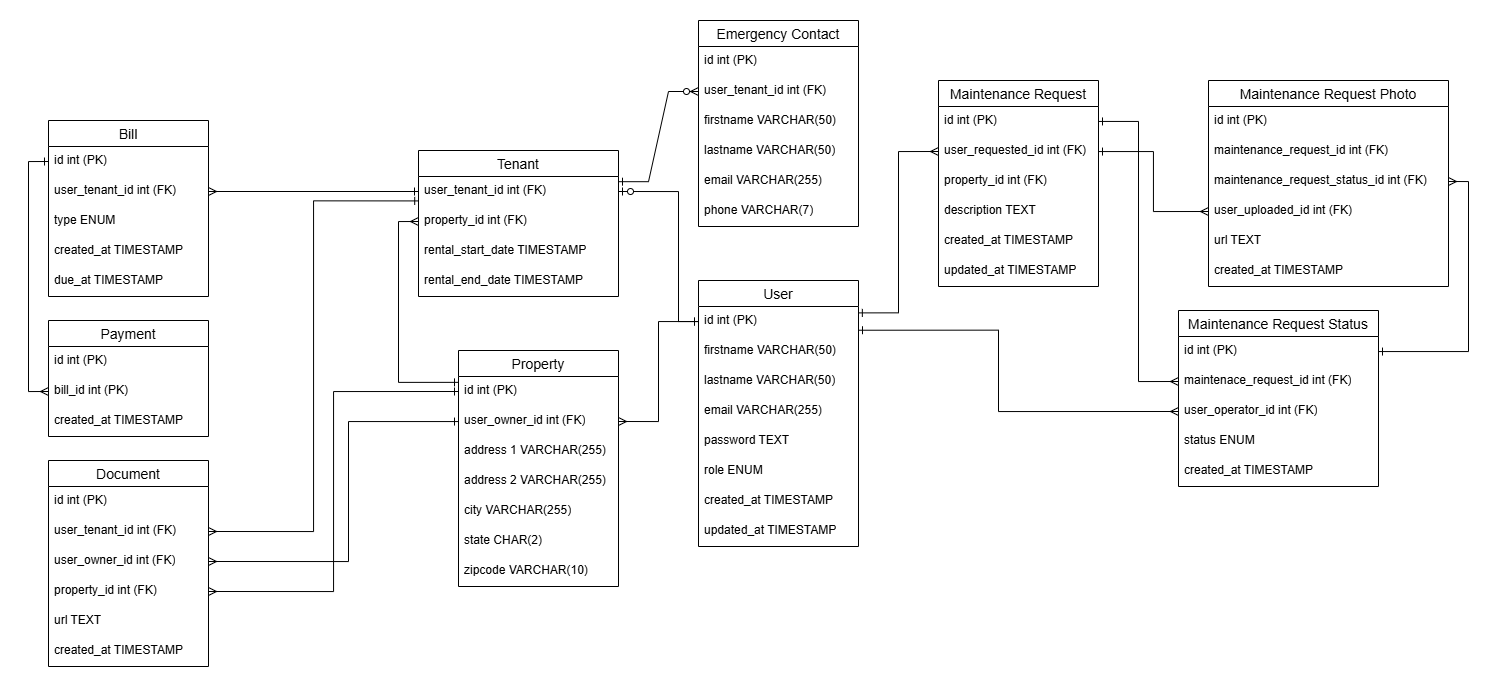 Emergency Contact
id int (PK)
user_tenant_id int (FK)
firstname VARCHAR(50)
lastname VARCHAR(50)
email VARCHAR(255)
phone VARCHAR(7)
Maintenance Request
id int (PK)
user_requested_id int (FK)
property_id int (FK)
description TEXT
created_at TIMESTAMP
updated_at TIMESTAMP
Maintenance Request Photo
id int (PK)
maintenance_request_id int (FK)
maintenance_request_status_id int (FK)
user_uploaded_id int (FK)
url TEXT
created_at TIMESTAMP
Bill
id int (PK)
user_tenant_id int (FK)
type ENUM
created_at TIMESTAMP
due_at TIMESTAMP
Tenant
user_tenant_id int (FK)
property_id int (FK)
rental_start_date TIMESTAMP
rental_end_date TIMESTAMP
User
id int (PK)
firstname VARCHAR(50)
lastname VARCHAR(50)
email VARCHAR(255)
password TEXT
role ENUM
created_at TIMESTAMP
updated_at TIMESTAMP
Maintenance Request Status
id int (PK)
maintenace_request_id int (FK)
user_operator_id int (FK)
status ENUM
created_at TIMESTAMP
Payment
id int (PK)
bill_id int (PK)
created_at TIMESTAMP
Property
id int (PK)
user_owner_id int (FK)
address 1 VARCHAR(255)
address 2 VARCHAR(255)
city VARCHAR(255)
state CHAR(2)
zipcode VARCHAR(10)
Document
id int (PK)
user_tenant_id int (FK)
user_owner_id int (FK)
property_id int (FK)
url TEXT
created_at TIMESTAMP